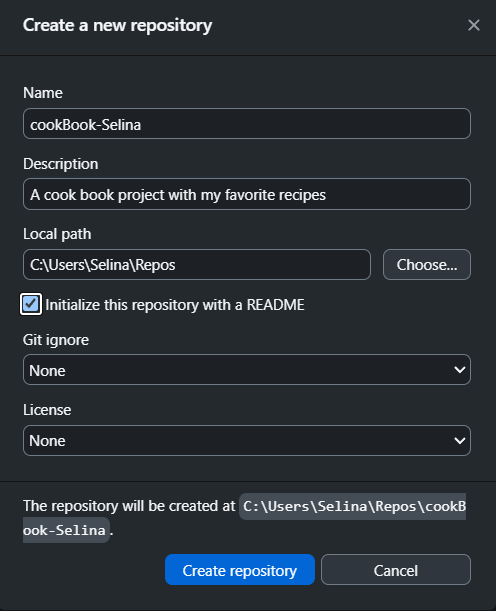 Create a new repository
Name
cookBook-Selina
Description
A cook book project with my favorite recipes
Local path
C:\Users\Selina\Repos
Choose...
Initialize this repository with a README
Git ignore
None
License
None
The repository will be created at C:\Users\Selina\Repos\cookB
ook-Selina.
Create repository
Cancel